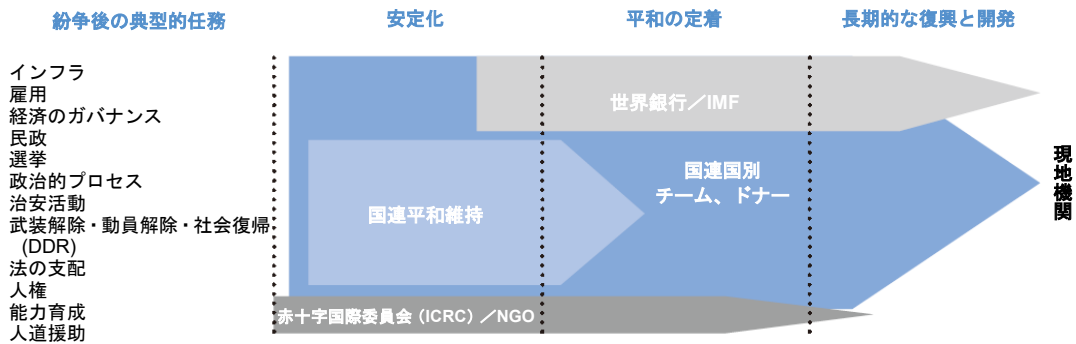 紛争後の典型的任務
安定化
平和の定着
長期的な復興と開発
インフラ
雇用
経済のガバナンス
民政
選挙
政治的プロセス
治安活動
武装解除・動員解除・社会復帰
(DDR)
法の支配
人権
能力育成
人道援助
世界銀行／IMF
国連国別
チーム、ドナー
国連平和維持
赤十字国際委員会（ICRC）／NGO
現地機関